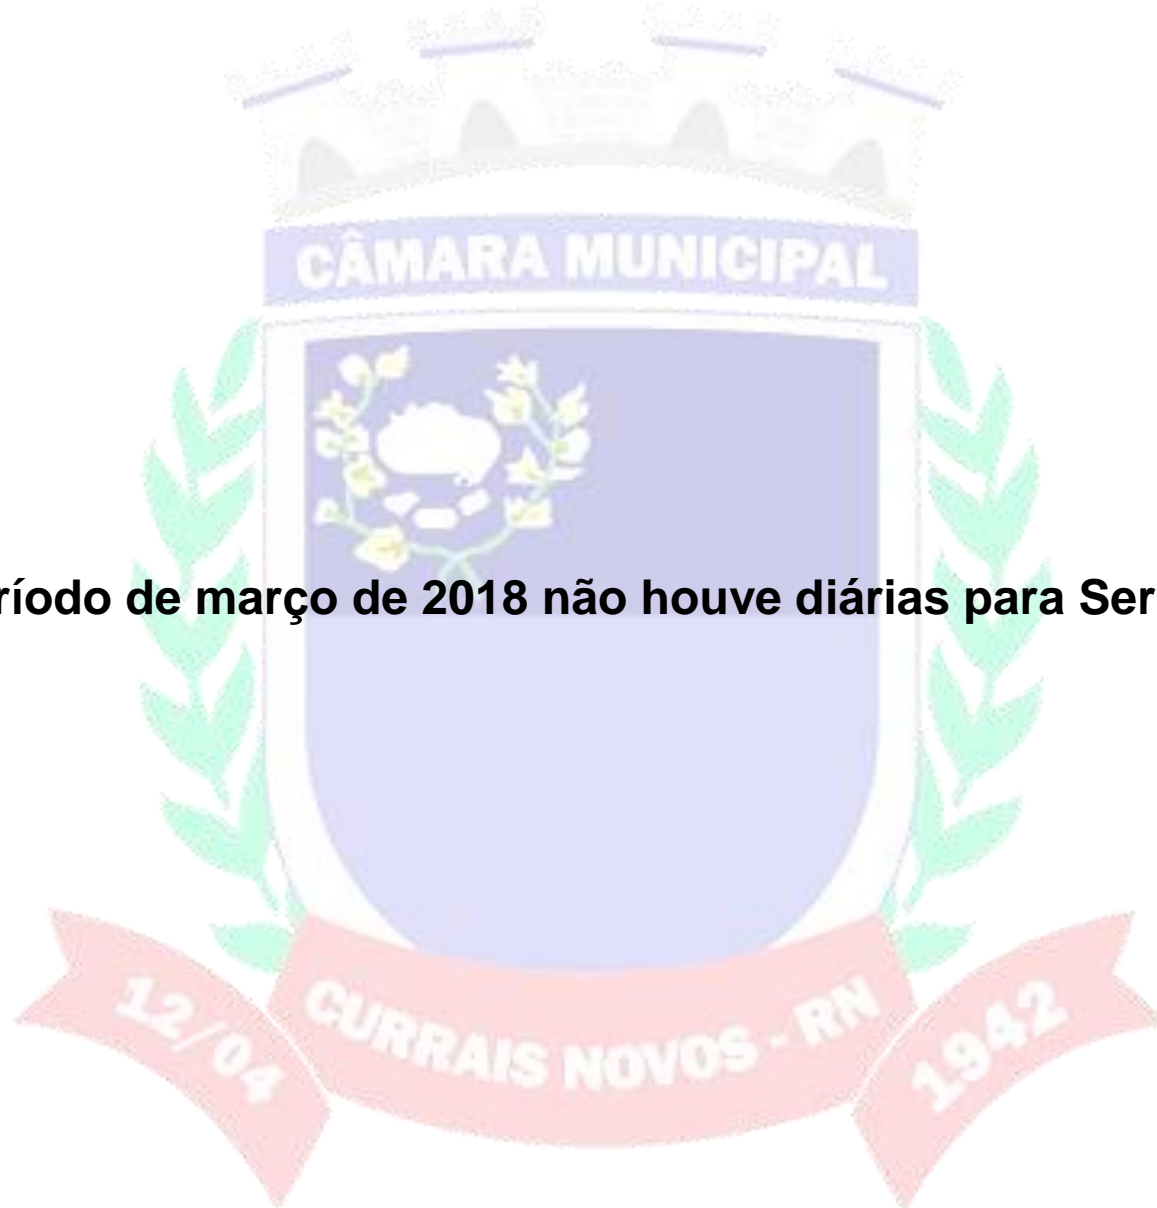 CÂMARA MUNICIPAL
ríodo de março de 2018 não houve diárias para Ser
12/04
CURRAIS NOVOS - RN
1942